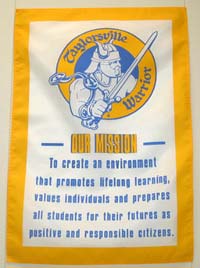 Taylorsville
Warrior
OUR MISSION
To create an environment
that promotes lifelong learning,
values individuals and prepares
all students for their futures as
positive and responsible citizens.